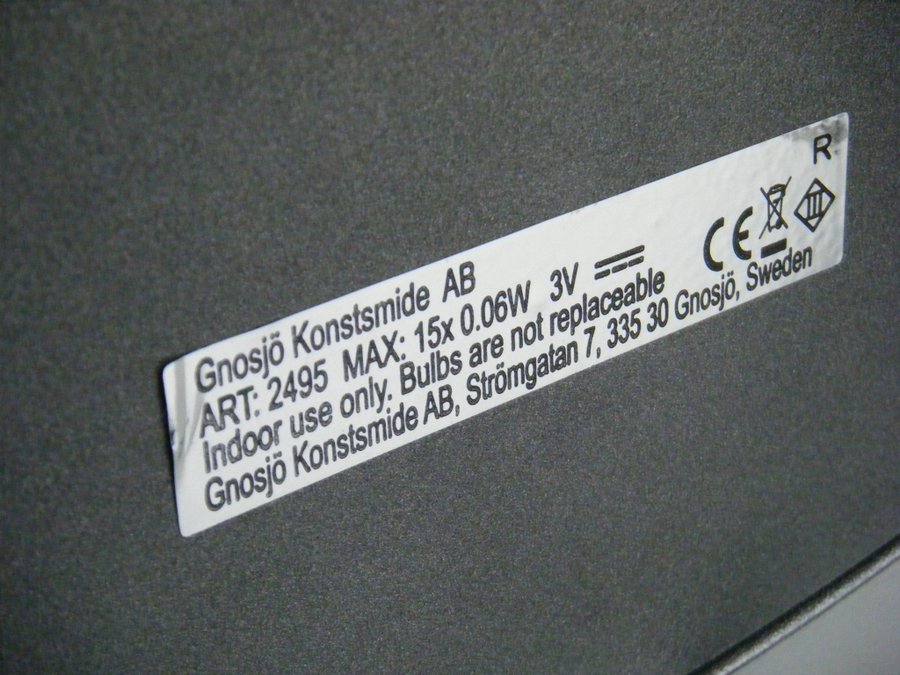 R
Gnosjö Konstsmide AB
ART: 2495 MAX: 15x 0.06W 3V CE III
Indoor use only. Bulbs are not replaceable
Gnosjö Konstsmide AB, Strömgatan 7, 335 30 Gnosjö, Sweden